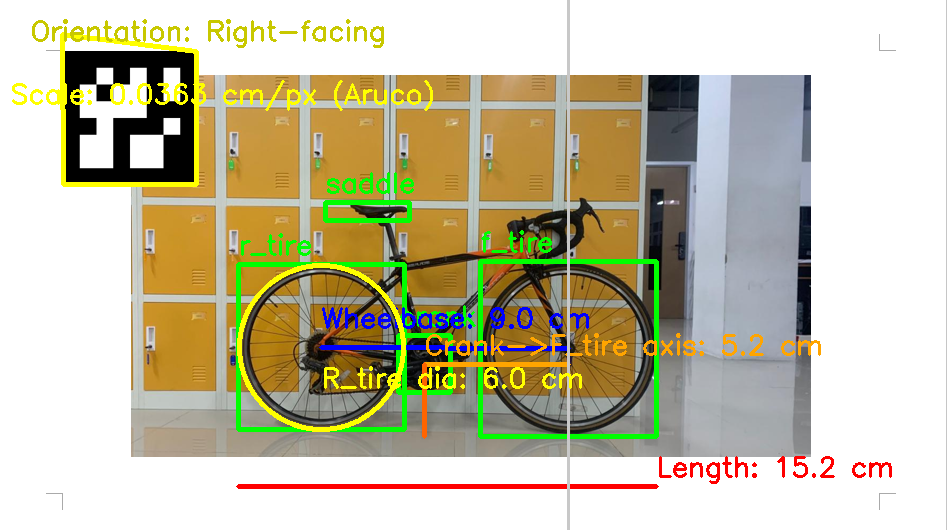 Orientation: Right-facing
Scale: 0.0363 cm/px (Aruco)
saddle
r_tire
f_tire
Wheelbase: 9.0 cm
Crank->F_tire axis: 5.2 cm
R_tire dia: 6.0 cm
Length: 15.2 cm